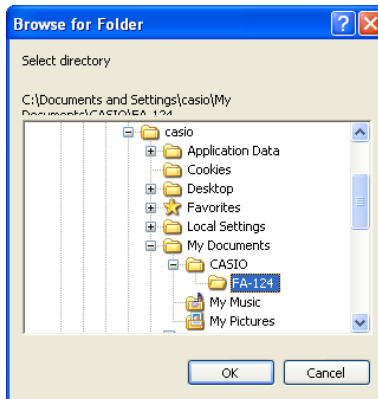 Browse for Folder
Select directory
C:\Documents and Settings\casio\My
Documents\CASIO\FA-124
casio
Application Data
Cookies
Desktop
Favorites
Local Settings
My Documents
CASIO
FA-124
My Music
My Pictures
OK
Cancel